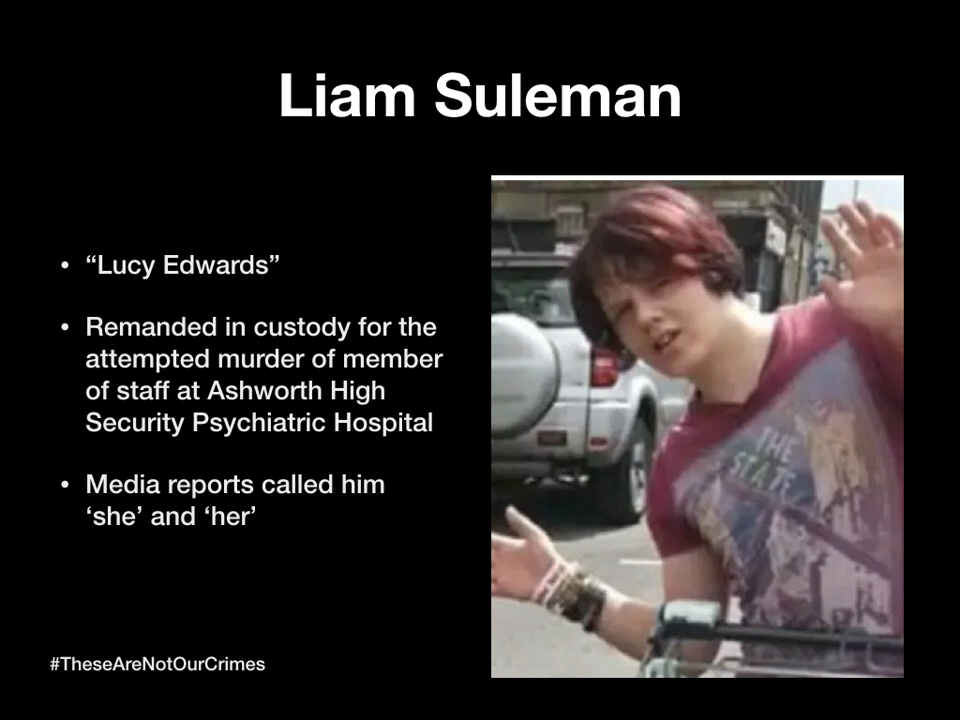 Liam Suleman
• “Lucy Edwards”
• Remanded in custody for the
attempted murder of member
of staff at Ashworth High
Security Psychiatric Hospital
• Media reports called him
‘she’ and ‘her’
THE
STATE
#TheseAreNotOurCrimes